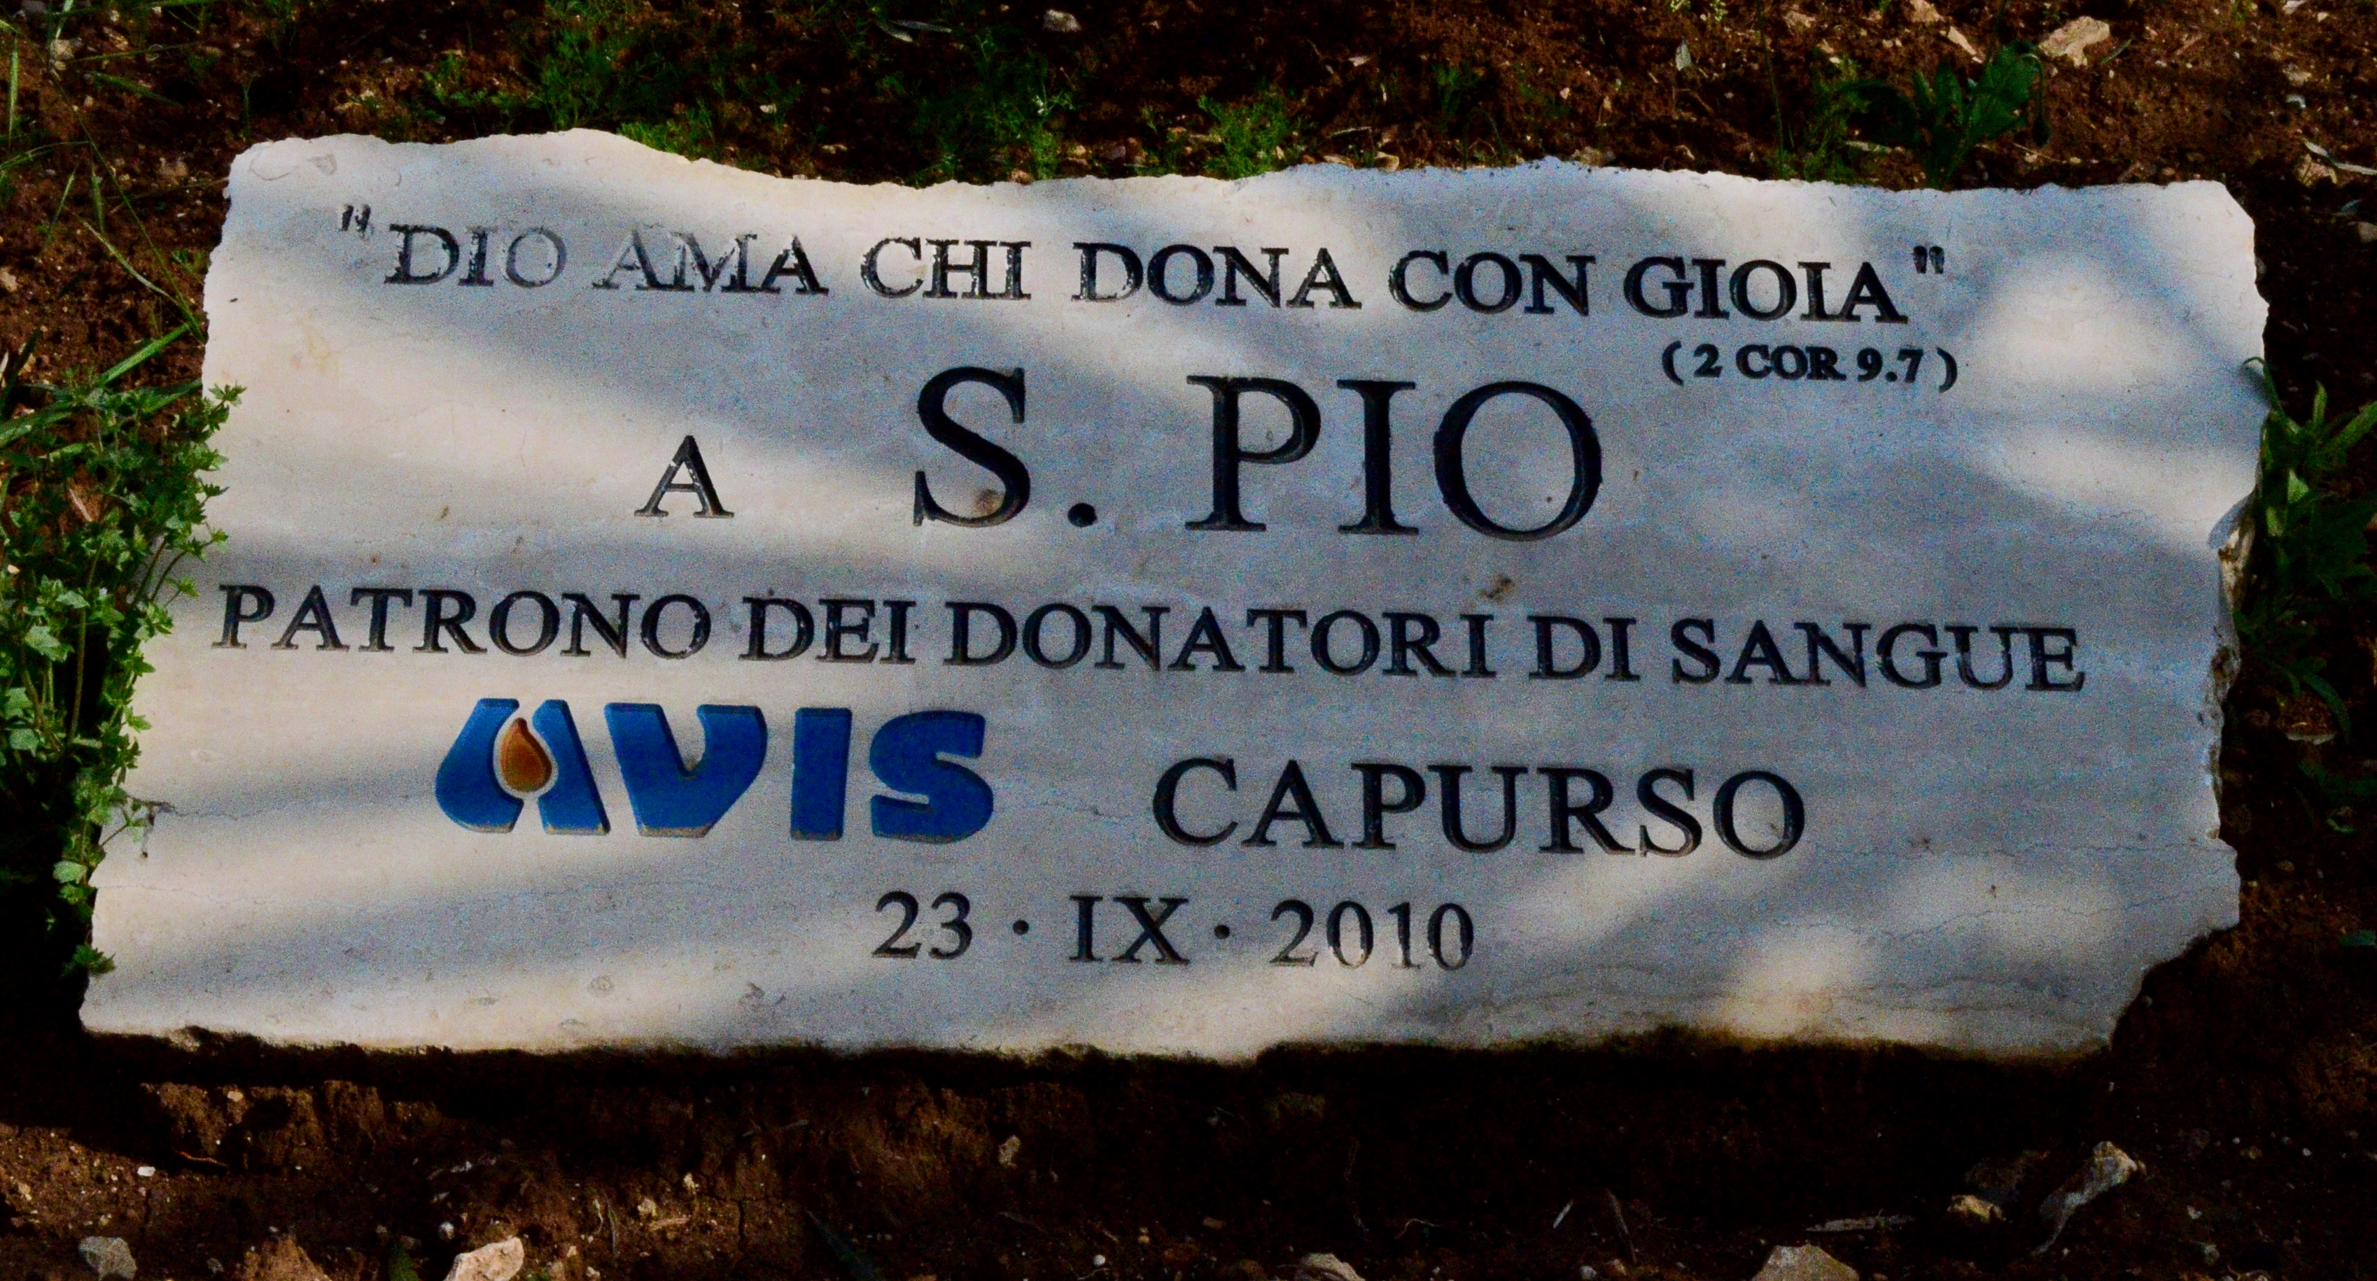 "DIO AMA CHI DONA CON GIOIA"
(2 COR 9.7)
A S. PIO
PATRONO DEI DONATORI DI SANGUE
AVIS CAPURSO
23 · IX · 2010